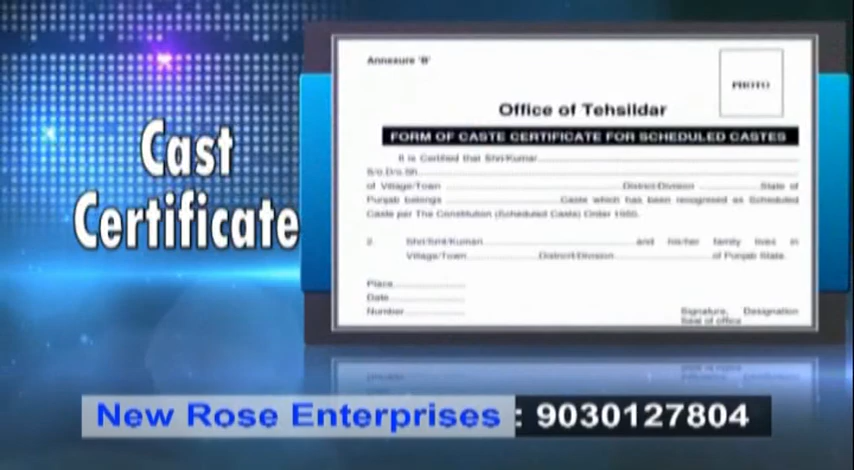 Cast
Certificate
Annexure 'B'
PHOTO
Office of Tehsildar
FORM OF CASTE CERTIFICATE FOR SCHEDULED CASTES
It is Certified that Shri/Kumar
S/o.D/o.Sh
of Village/Town District/Division State of
Punjab belongs Caste which has been recognised as Scheduled
Caste per The Constitution (Scheduled Caste) Order 1950.
2. Shri/Smt/Kumari and his/her family lives in
Village/Town District/Division of Punjab State.
Place
Date
Number
Signature, Designation
Seal of office
New Rose Enterprises : 9030127804